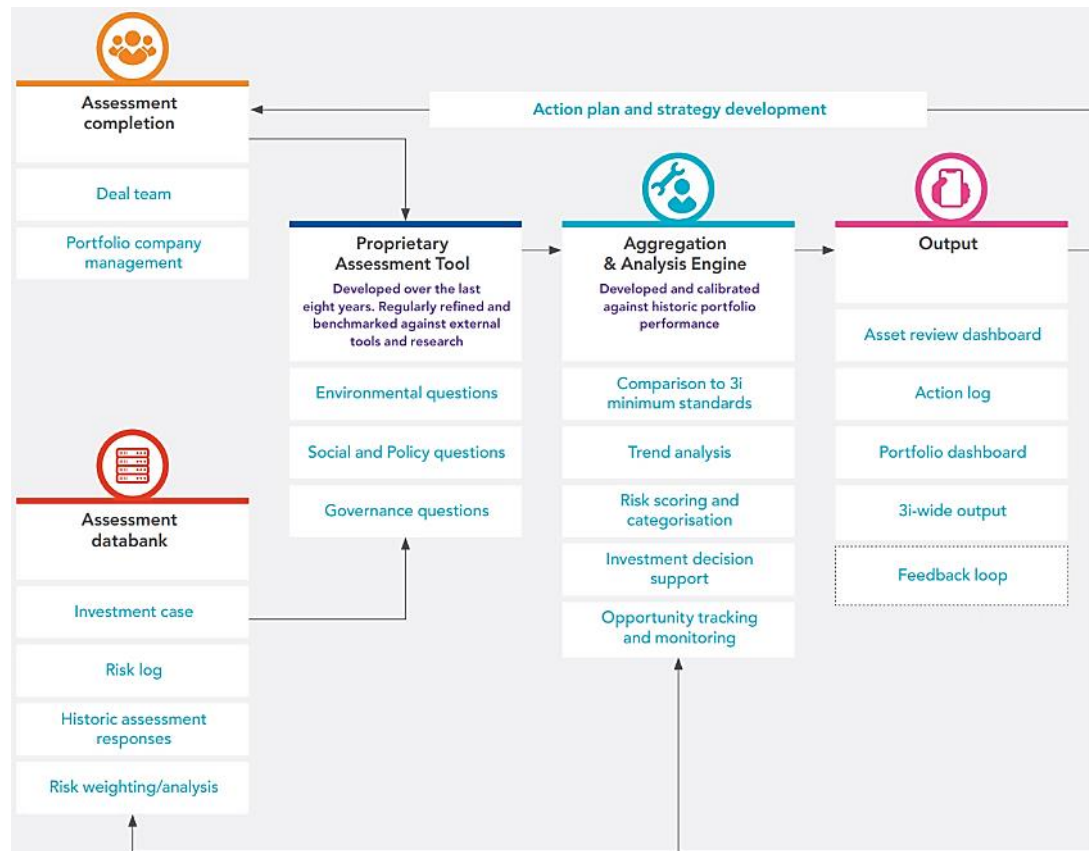 Assessment
completion
Deal team
Portfolio company
management
Action plan and strategy development
Proprietary
Assessment Tool
Developed over the last
eight years. Regularly refined and
benchmarked against external
tools and research
Environmental questions
Social and Policy questions
Governance questions
Aggregation
& Analysis Engine
Developed and calibrated
against historic portfolio
performance
Comparison to 3i
minimum standards
Trend analysis
Risk scoring and
categorisation
Investment decision
support
Opportunity tracking
and monitoring
Output
Asset review dashboard
Action log
Portfolio dashboard
3i-wide output
Feedback loop
Assessment
databank
Investment case
Risk log
Historic assessment
responses
Risk weighting/analysis